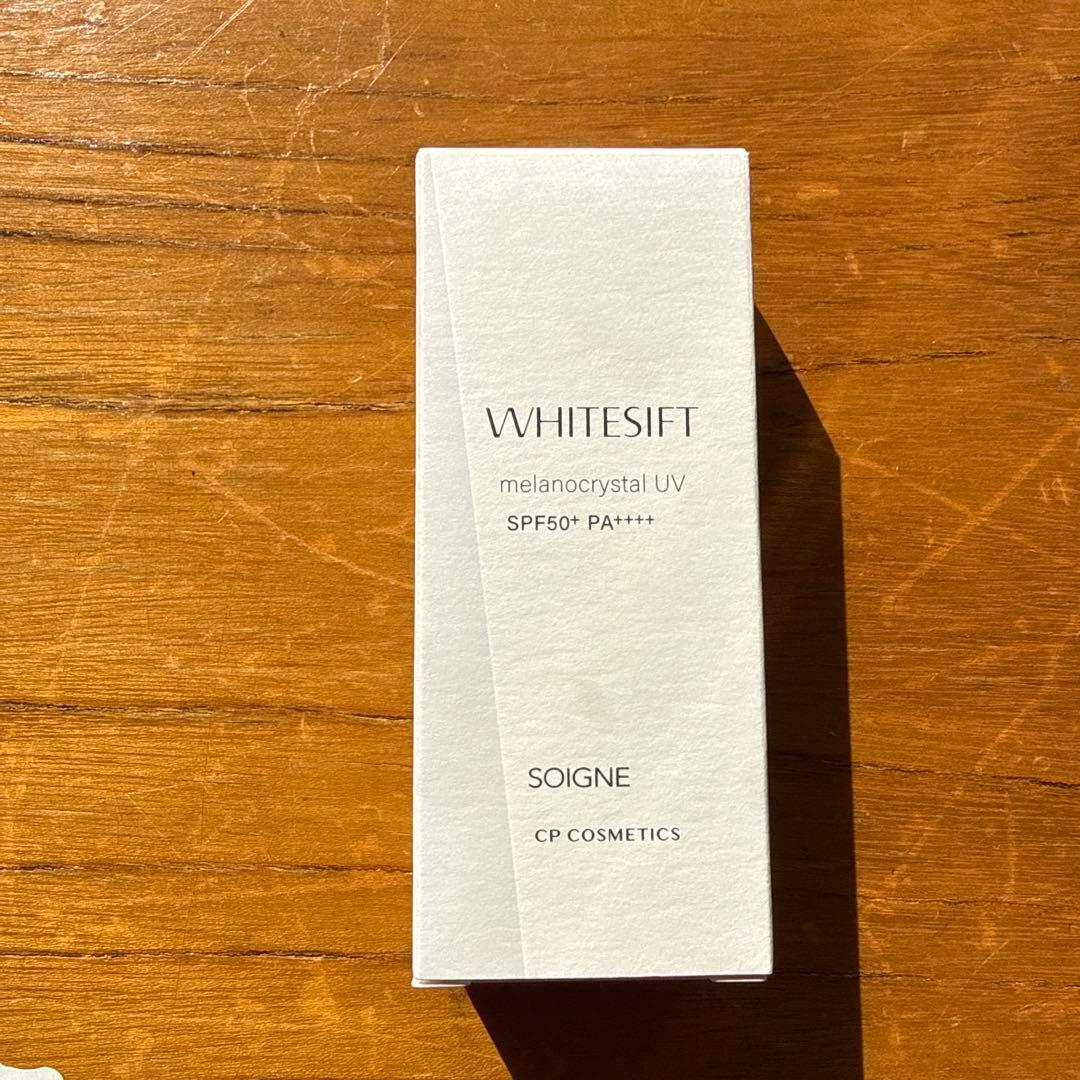 WHITESIFT
melanocrystal UV
SPF50+ PA++++
SOIGNE
CP COSMETICS